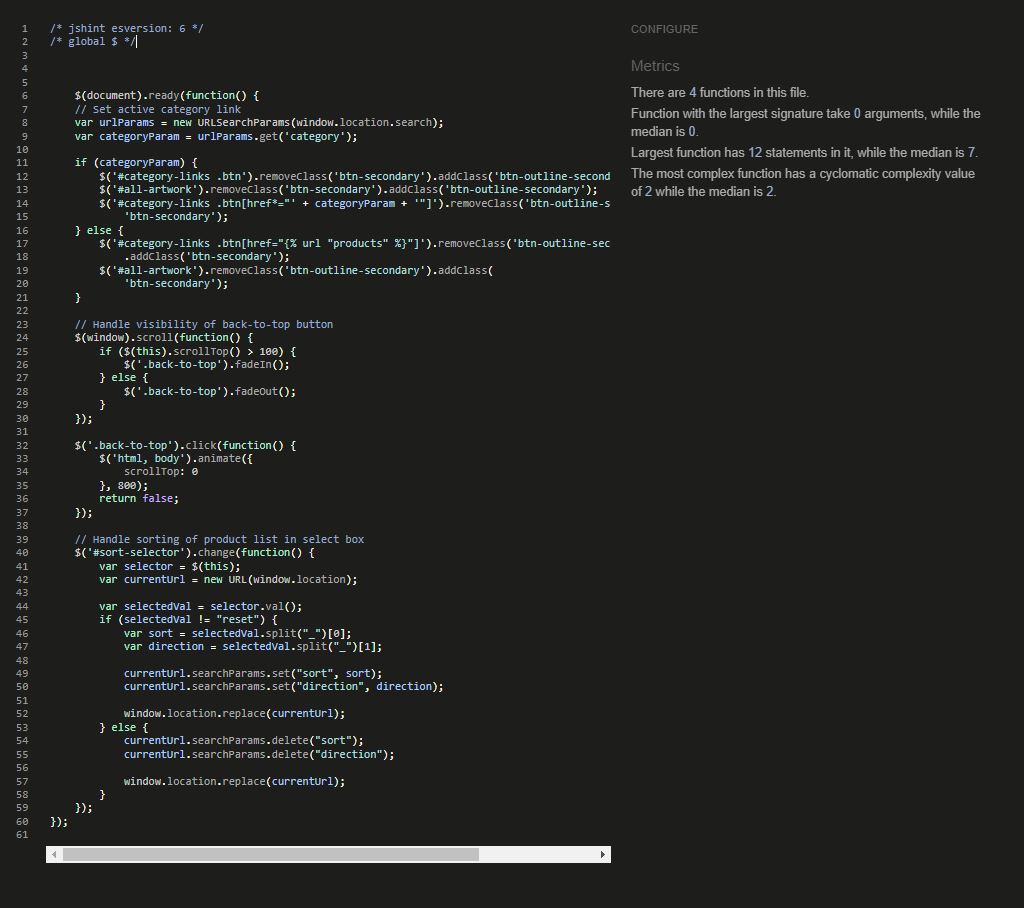 1 /* jshint esversion: 6 */
2 /* global $ */
3
4
5
6 $(document).ready(function() {
7 // Set active category link
8 var urlParams = new URLSearchParams(window.location.search);
9 var categoryParam = urlParams.get('category');
10
11 if (categoryParam) {
12 $('#category-links .btn').removeClass('btn-secondary').addClass('btn-outline-second
13 $('#all-artwork').removeClass('btn-secondary').addClass('btn-outline-secondary');
14 $('#category-links .btn[href*="' + categoryParam + '"]').removeClass('btn-outline-s
15 'btn-secondary');
16 } else {
17 $('#category-links .btn[href="{% url "products" %}"]').removeClass('btn-outline-sec
18 .addClass('btn-secondary');
19 $('#all-artwork').removeClass('btn-outline-secondary').addClass(
20 'btn-secondary');
21 }
22
23 // Handle visibility of back-to-top button
24 $(window).scroll(function() {
25 if ($(this).scrollTop() > 100) {
26 $('.back-to-top').fadeIn();
27 } else {
28 $('.back-to-top').fadeOut();
29 }
30 });
31
32 $('.back-to-top').click(function() {
33 $('html, body').animate({
34 scrollTop: 0
35 }, 800);
36 return false;
37 });
38
39 // Handle sorting of product list in select box
40 $('#sort-selector').change(function() {
41 var selector = $(this);
42 var currentUrl = new URL(window.location);
43
44 var selectedVal = selector.val();
45 if (selectedVal != "reset") {
46 var sort = selectedVal.split("_")[0];
47 var direction = selectedVal.split("_")[1];
48
49 currentUrl.searchParams.set("sort", sort);
50 currentUrl.searchParams.set("direction", direction);
51
52 window.location.replace(currentUrl);
53 } else {
54 currentUrl.searchParams.delete("sort");
55 currentUrl.searchParams.delete("direction");
56
57 window.location.replace(currentUrl);
58 }
59 });
60 });
61
CONFIGURE
Metrics
There are 4 functions in this file.
Function with the largest signature take 0 arguments, while the
median is 0.
Largest function has 12 statements in it, while the median is 7.
The most complex function has a cyclomatic complexity value
of 2 while the median is 2.